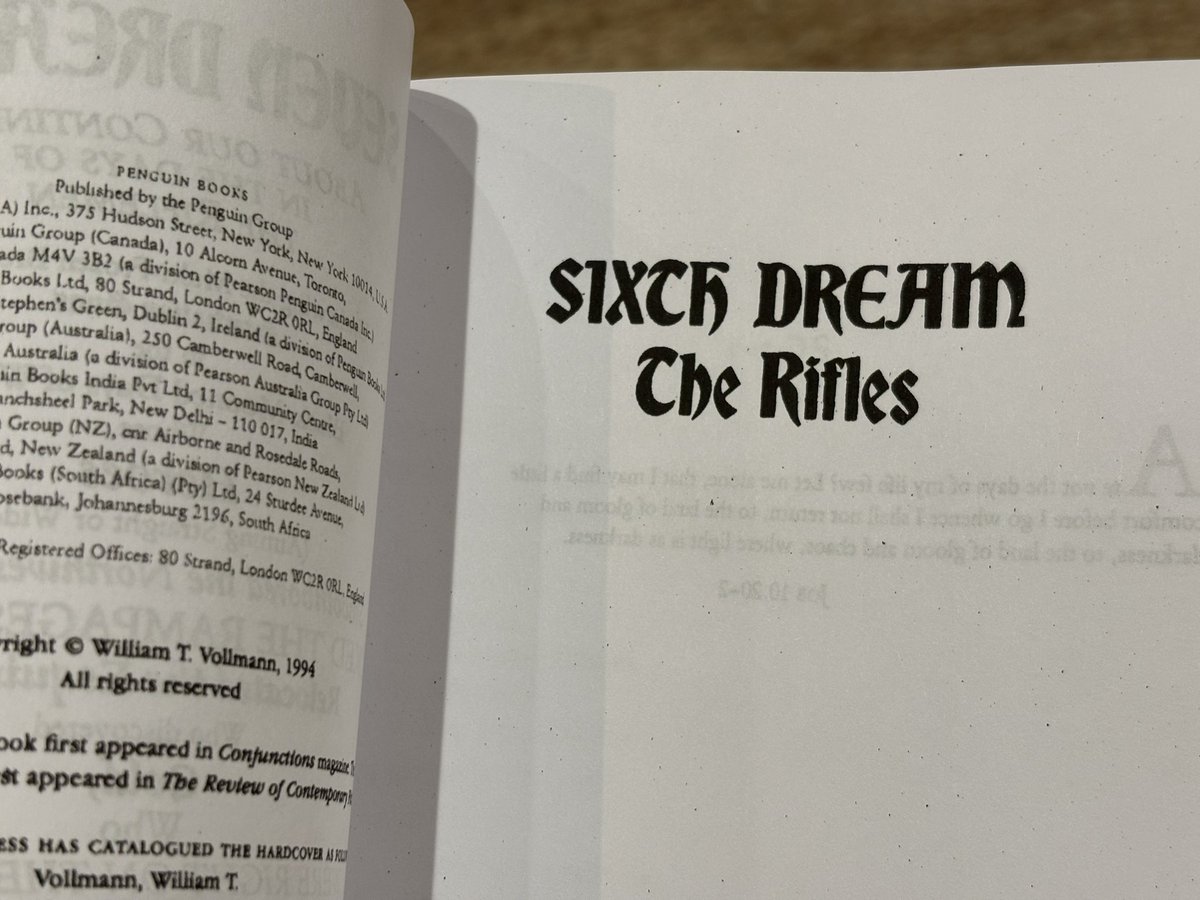 PENGUIN BOOKS
Published by the Penguin Group
A) Inc., 375 Hudson Street, New York, New York 10014, U.S.A.
uin Group (Canada), 10 Alcorn Avenue, Toronto,
ada M4V 3B2 (a division of Pearson Penguin Canada Inc.)
Books Ltd, 80 Strand, London WC2R 0RL, England
tephen's Green, Dublin 2, Ireland (a division of Penguin Books Ltd
roup (Australia), 250 Camberwell Road, Camberwell,
Australia (a division of Pearson Australia Group Pty Ltd)
uin Books India Pvt Ltd, 11 Community Centre,
anchsheel Park, New Delhi – 110 017, India
Group (NZ), cnr Airborne and Rosedale Roads,
d, New Zealand (a division of Pearson New Zealand Ltd)
Books (South Africa) (Pty) Ltd, 24 Sturdee Avenue,
osebank, Johannesburg 2196, South Africa
Registered Offices: 80 Strand, London WC2R 0RL, England
right © William T. Vollmann, 1994
All rights reserved
ook first appeared in Conjunctions magazine.
st appeared in The Review of Contemporary
ESS HAS CATALOGUED THE HARDCOVER AS
Vollmann, William T.
SIXTH DREAM
The Rifles